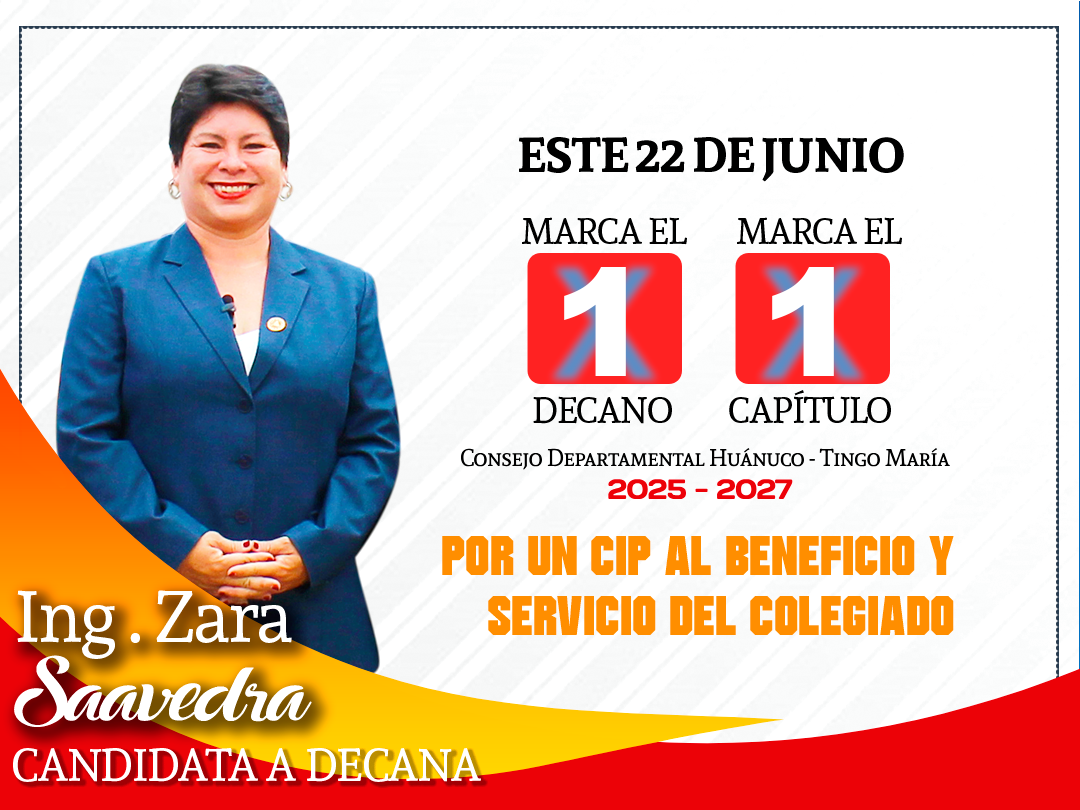 ESTE 22 DE JUNIO
MARCA EL MARCA EL
1 1
DECANO CAPÍTULO
Consejo Departamental Huánuco - Tingo María
2025 - 2027
POR UN CIP AL BENEFICIO Y
SERVICIO DEL COLEGIADO
Ing. Zara
Saavedra
CANDIDATA A DECANA